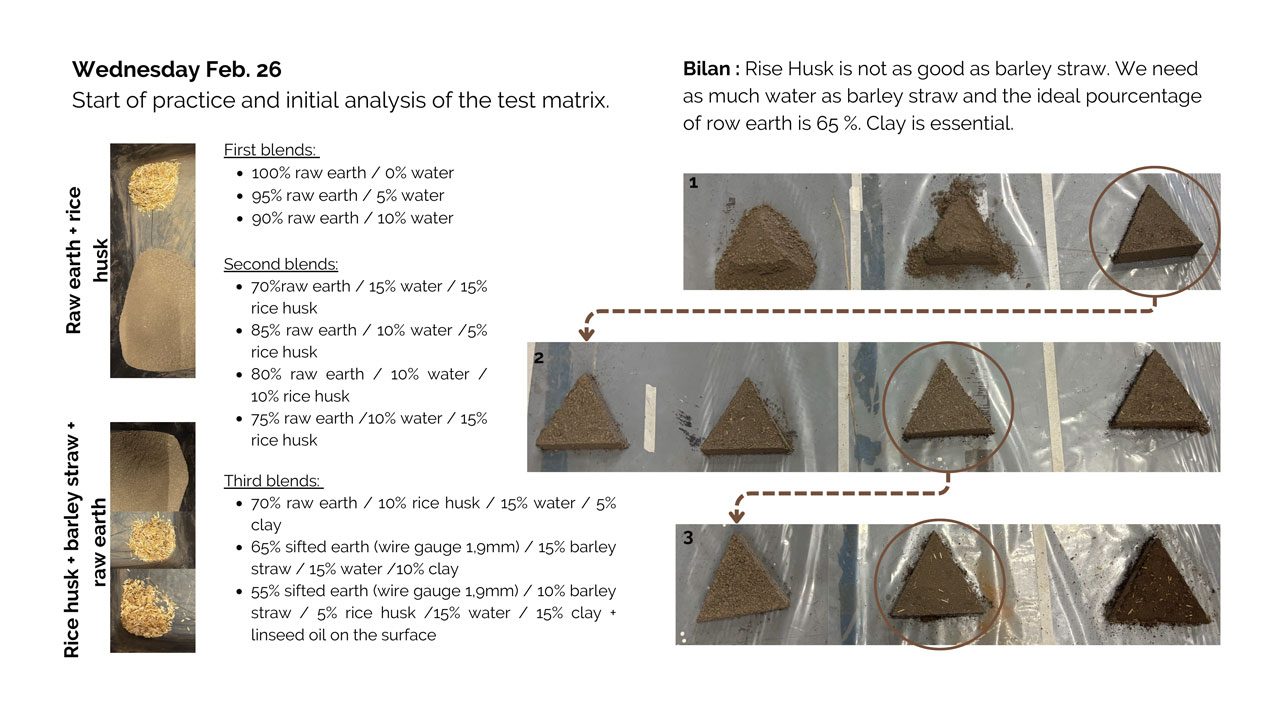 Wednesday Feb. 26
Start of practice and initial analysis of the test matrix.
Raw earth + rice
husk
First blends:
• 100% raw earth / 0% water
• 95% raw earth / 5% water
• 90% raw earth / 10% water
Second blends:
• 70%raw earth / 15% water / 15%
rice husk
• 85% raw earth / 10% water /5%
rice husk
• 80% raw earth / 10% water /
10% rice husk
• 75% raw earth /10% water / 15%
rice husk
Rice husk + barley straw +
raw earth
Third blends:
• 70% raw earth / 10% rice husk / 15% water / 5%
clay
• 65% sifted earth (wire gauge 1,9mm) / 15% barley
straw / 15% water /10% clay
• 55% sifted earth (wire gauge 1,9mm) / 10% barley
straw / 5% rice husk /15% water / 15% clay +
linseed oil on the surface
Bilan : Rise Husk is not as good as barley straw. We need
as much water as barley straw and the ideal pourcentage
of row earth is 65 %. Clay is essential.
1
2
3